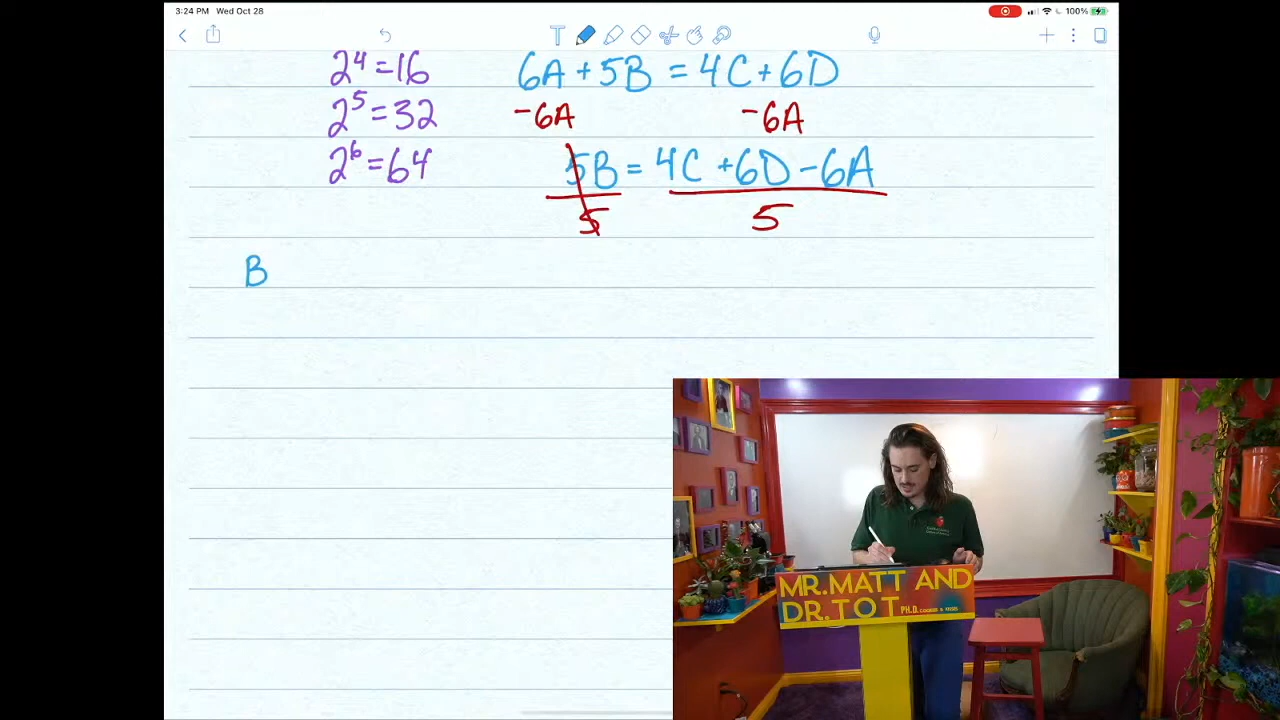 3:24 PM Wed Oct 28
100%
2⁴=16
2⁵=32
2⁶=64
6A+5B=4C+6D
-6A -6A
5B=4C+6D-6A
5 5
B
MR. MATT AND
DR. TOT PH.D.